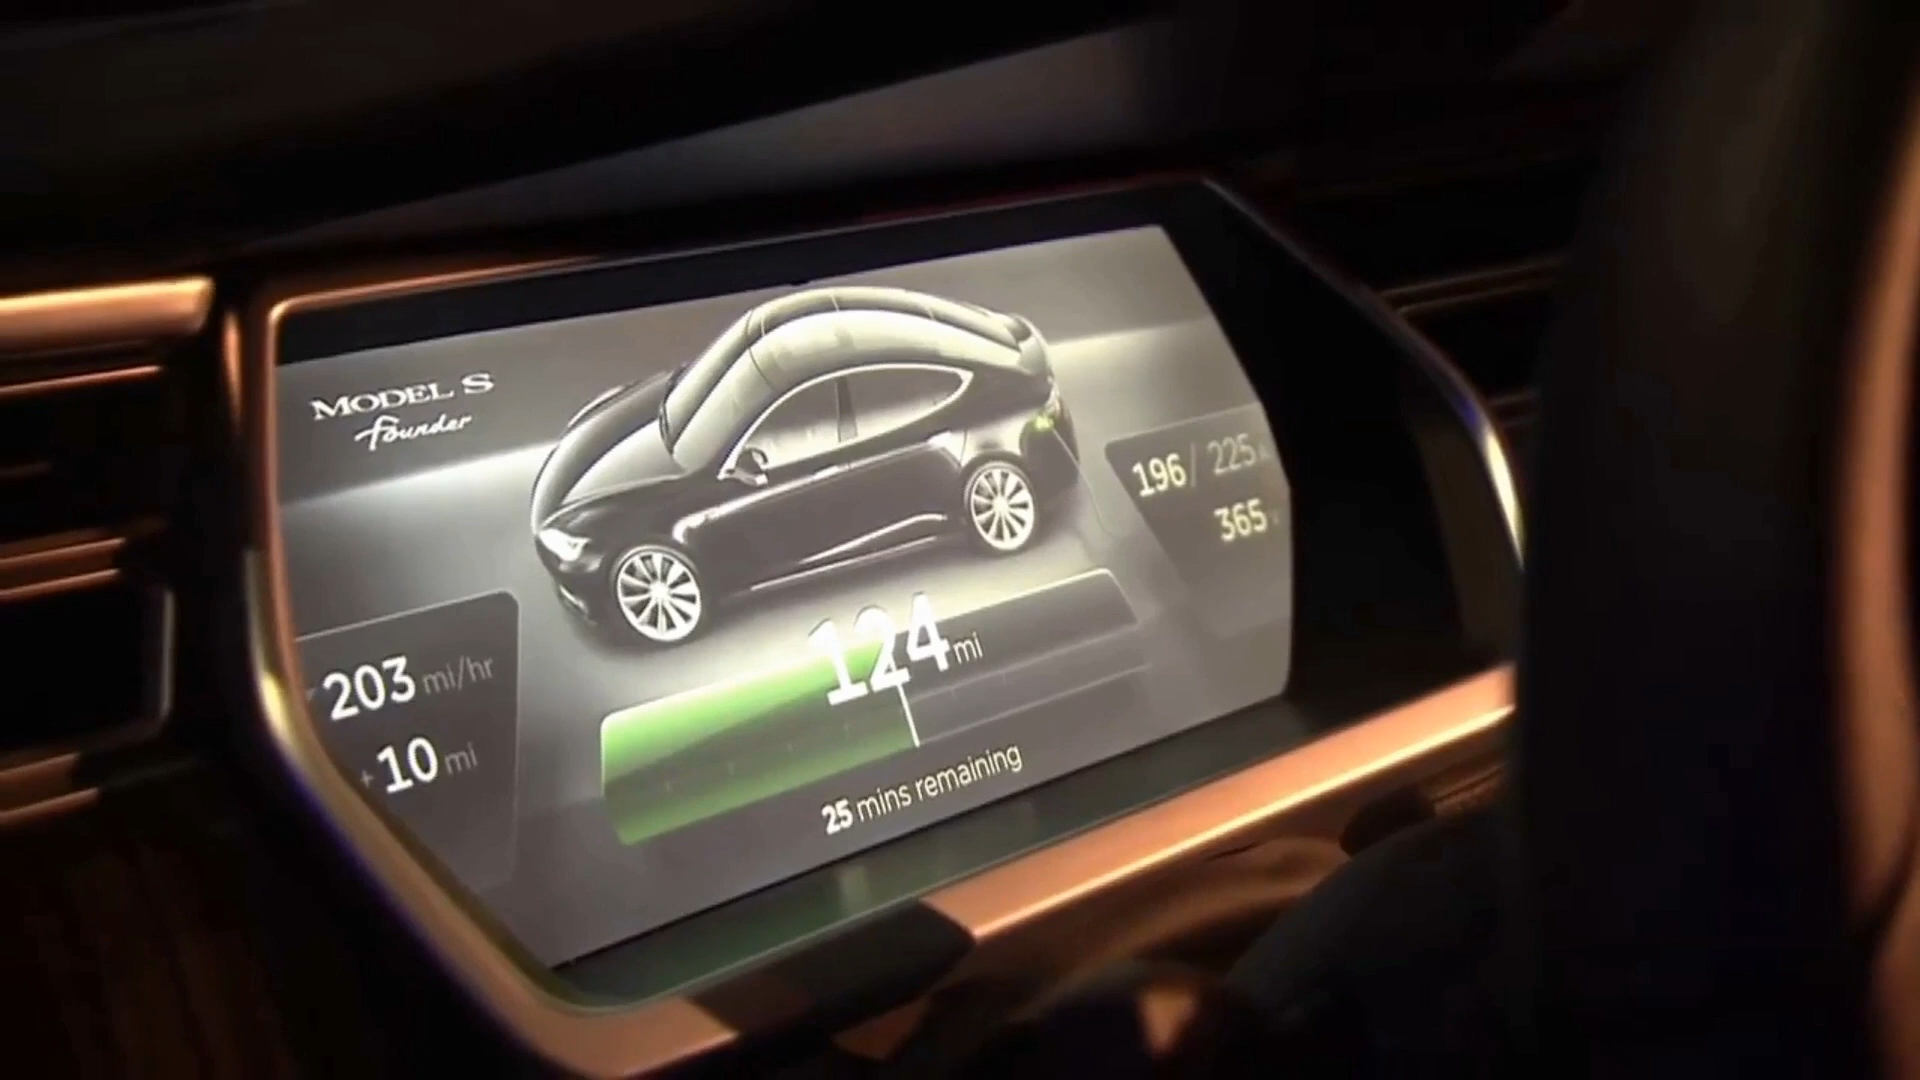 MODEL S
Founder
196 / 225 A
365
203 mi/hr
+10 mi
124 mi
25 mins remaining